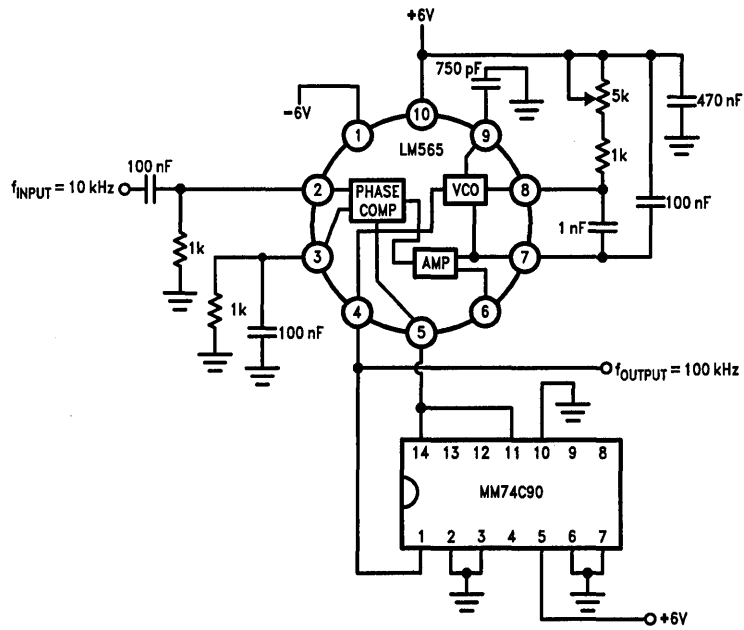 +6V
750 pF
5k
470 nF
-6V
10
9
1
LM565
1k
100 nF
fINPUT = 10 kHz
2
PHASE
COMP
VCO
8
100 nF
1 nF
1k
3
AMP
7
1k
100 nF
4
6
5
fOUTPUT = 100 kHz
14 13 12 11 10 9 8
MM74C90
1 2 3 4 5 6 7
+6V